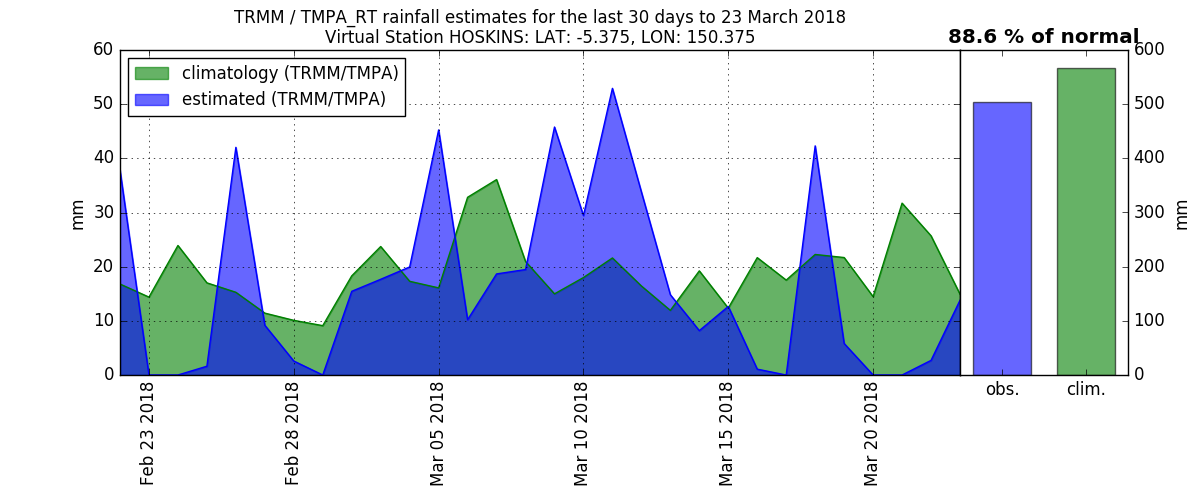 TRMM / TMPA_RT rainfall estimates for the last 30 days to 23 March 2018
Virtual Station HOSKINS: LAT: -5.375, LON: 150.375
88.6 % of normal
climatology (TRMM/TMPA)
estimated (TRMM/TMPA)
60
50
40
30
20
10
0
mm
Feb 23 2018
Feb 28 2018
Mar 05 2018
Mar 10 2018
Mar 15 2018
Mar 20 2018
obs.
clim.
600
500
400
300
200
100
0
mm